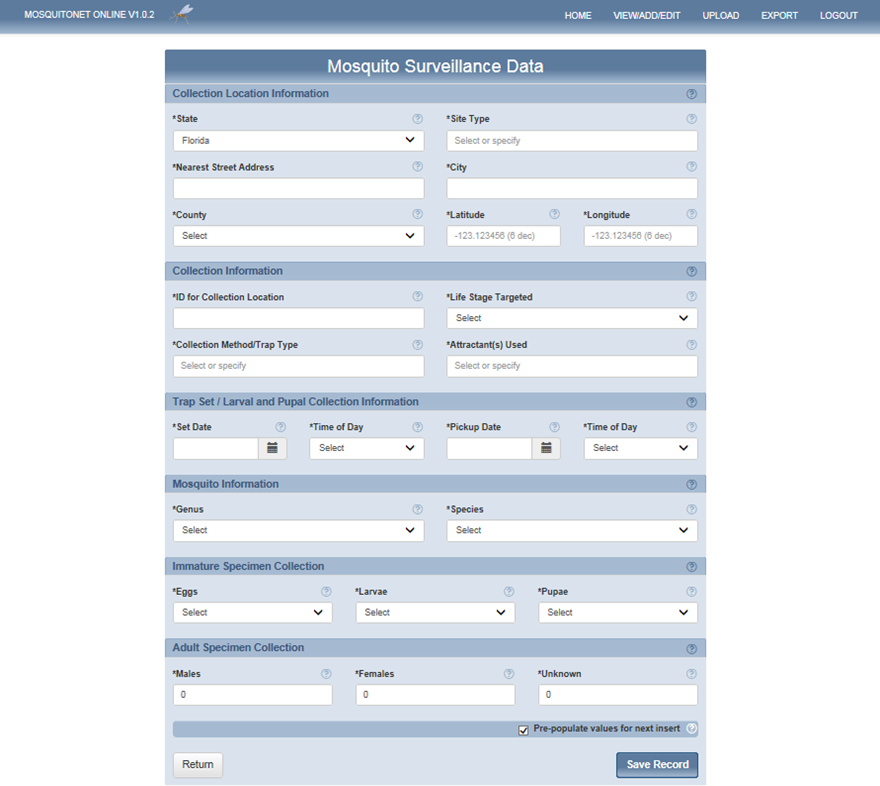 MOSQUITONET ONLINE V1.0.2 HOME VIEW/ADD/EDIT UPLOAD EXPORT LOGOUT
Mosquito Surveillance Data
Collection Location Information ?
*State ? *Site Type ?
Florida Select or specify
*Nearest Street Address ? *City ?
*County ? *Latitude ? *Longitude ?
Select -123.123456 (6 dec) -123.123456 (6 dec)
Collection Information ?
*ID for Collection Location ? *Life Stage Targeted ?
Select
*Collection Method/Trap Type ? *Attractant(s) Used ?
Select or specify Select or specify
Trap Set / Larval and Pupal Collection Information ?
*Set Date ? *Time of Day ? *Pickup Date ? *Time of Day ?
Select Select
Mosquito Information ?
*Genus ? *Species ?
Select Select
Immature Specimen Collection ?
*Eggs ? *Larvae ? *Pupae ?
Select Select Select
Adult Specimen Collection ?
*Males ? *Females ? *Unknown ?
0 0 0
Pre-populate values for next insert ?
Return Save Record